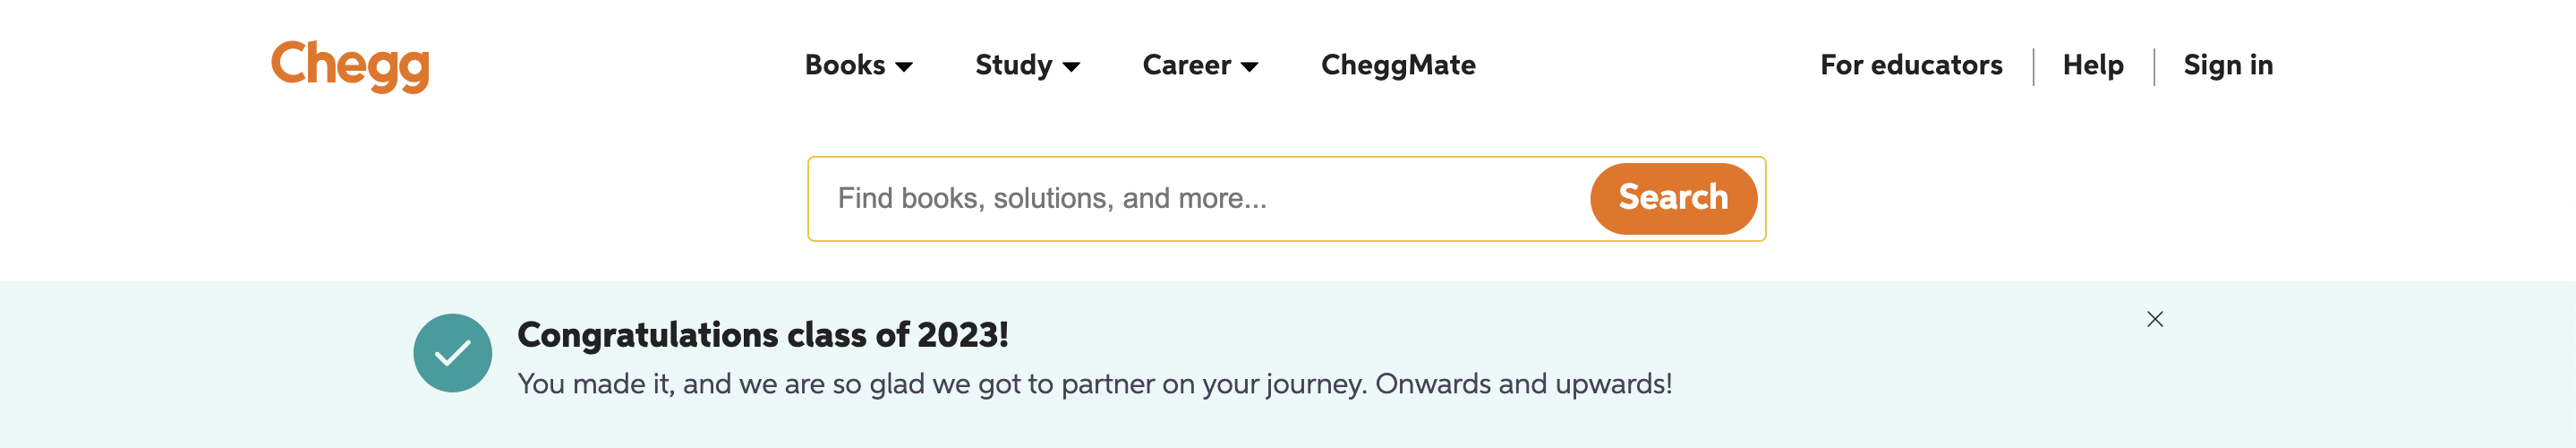 Chegg
Books Study Career CheggMate
For educators Help Sign in
Find books, solutions, and more...
Search
Congratulations class of 2023!
You made it, and we are so glad we got to partner on your journey. Onwards and upwards!